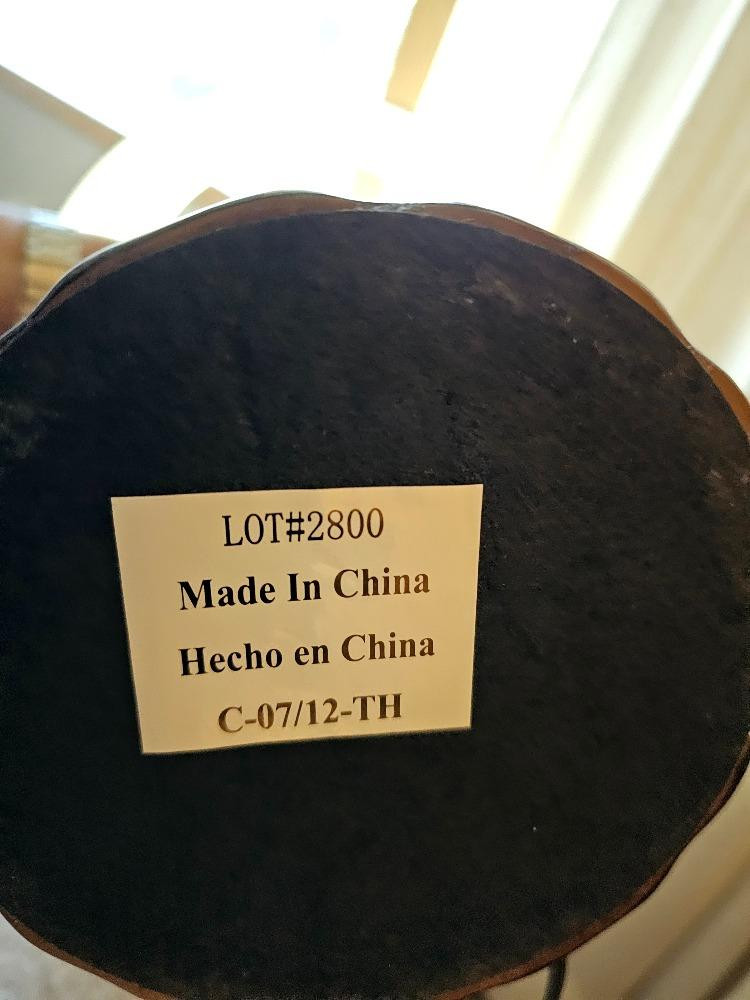 LOT#2800
Made In China
Hecho en China
C-07/12-TH